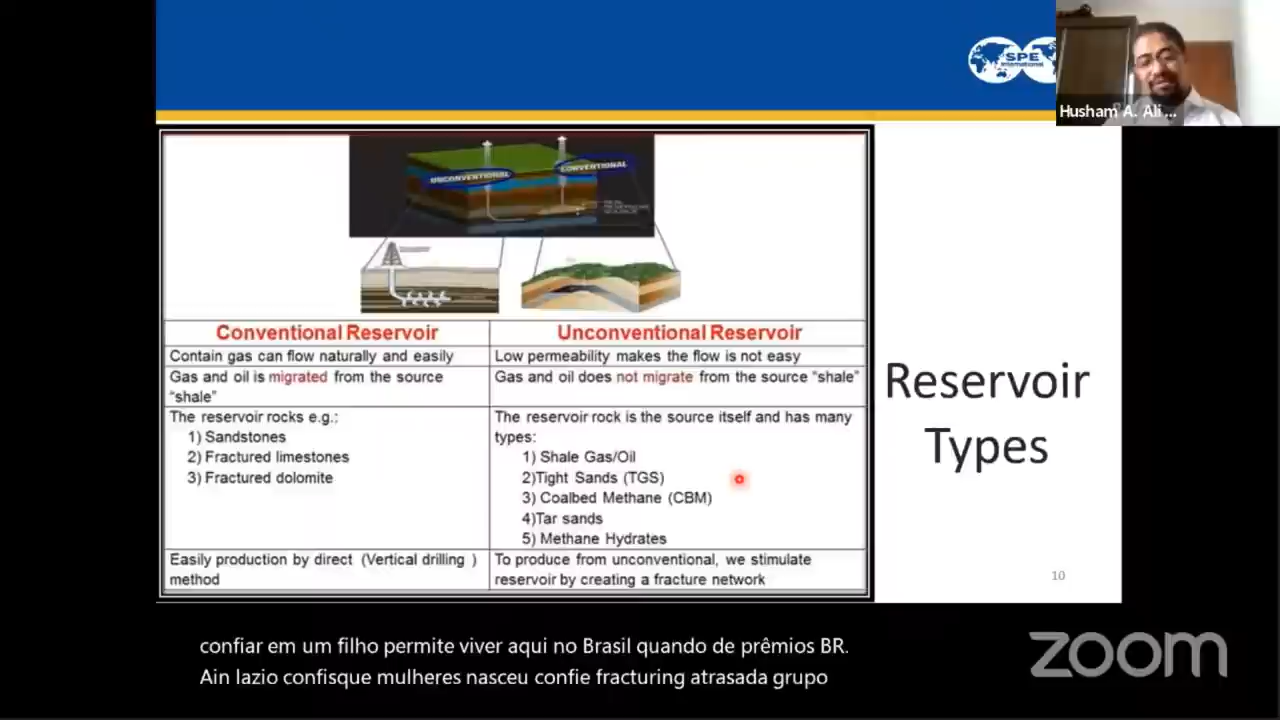 SPE
International
Husham A. Ali ...
UNCONVENTIONAL
CONVENTIONAL
Conventional Reservoir
Unconventional Reservoir
Contain gas can flow naturally and easily
Low permeability makes the flow is not easy
Gas and oil is migrated from the source
"shale"
Gas and oil does not migrate from the source "shale"
The reservoir rocks e.g.:
1) Sandstones
2) Fractured limestones
3) Fractured dolomite
The reservoir rock is the source itself and has many
types:
1) Shale Gas/Oil
2)Tight Sands (TGS)
3) Coalbed Methane (CBM)
4)Tar sands
5) Methane Hydrates
Easily production by direct (Vertical drilling )
method
To produce from unconventional, we stimulate
reservoir by creating a fracture network
Reservoir
Types
10
confiar em um filho permite viver aqui no Brasil quando de prêmios BR.
Ain lazio confisque mulheres nasceu confie fracturing atrasada grupo
zoom